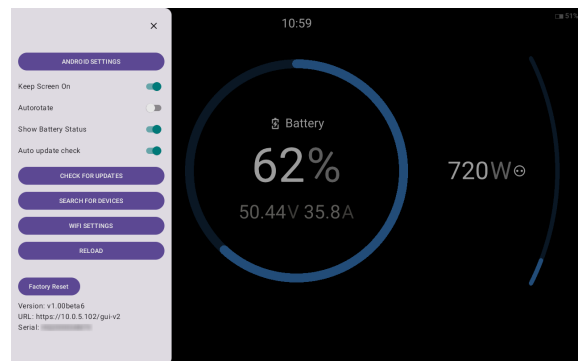 ×
10:59
51%
ANDROID SETTINGS
Keep Screen On
Autorotate
Show Battery Status
Auto update check
CHECK FOR UPDATES
SEARCH FOR DEVICES
WIFI SETTINGS
RELOAD
Factory Reset
Version: v1.00beta6
URL: https://10.0.5.102/gui-v2
Serial:
Battery
62%
50.44V 35.8A
720W